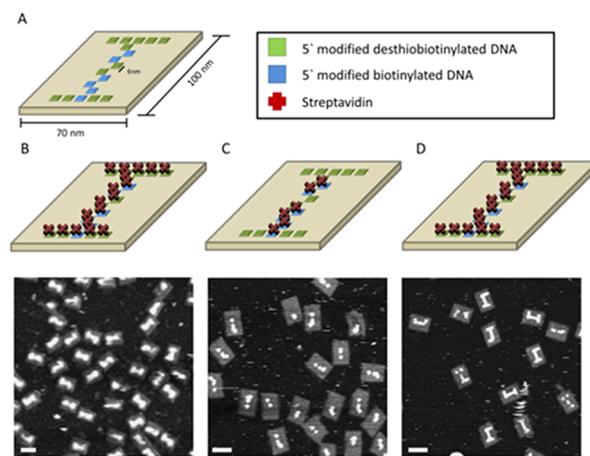 A
6nm
100 nm
70 nm
5` modified desthiobiotinylated DNA
5` modified biotinylated DNA
Streptavidin
B
C
D